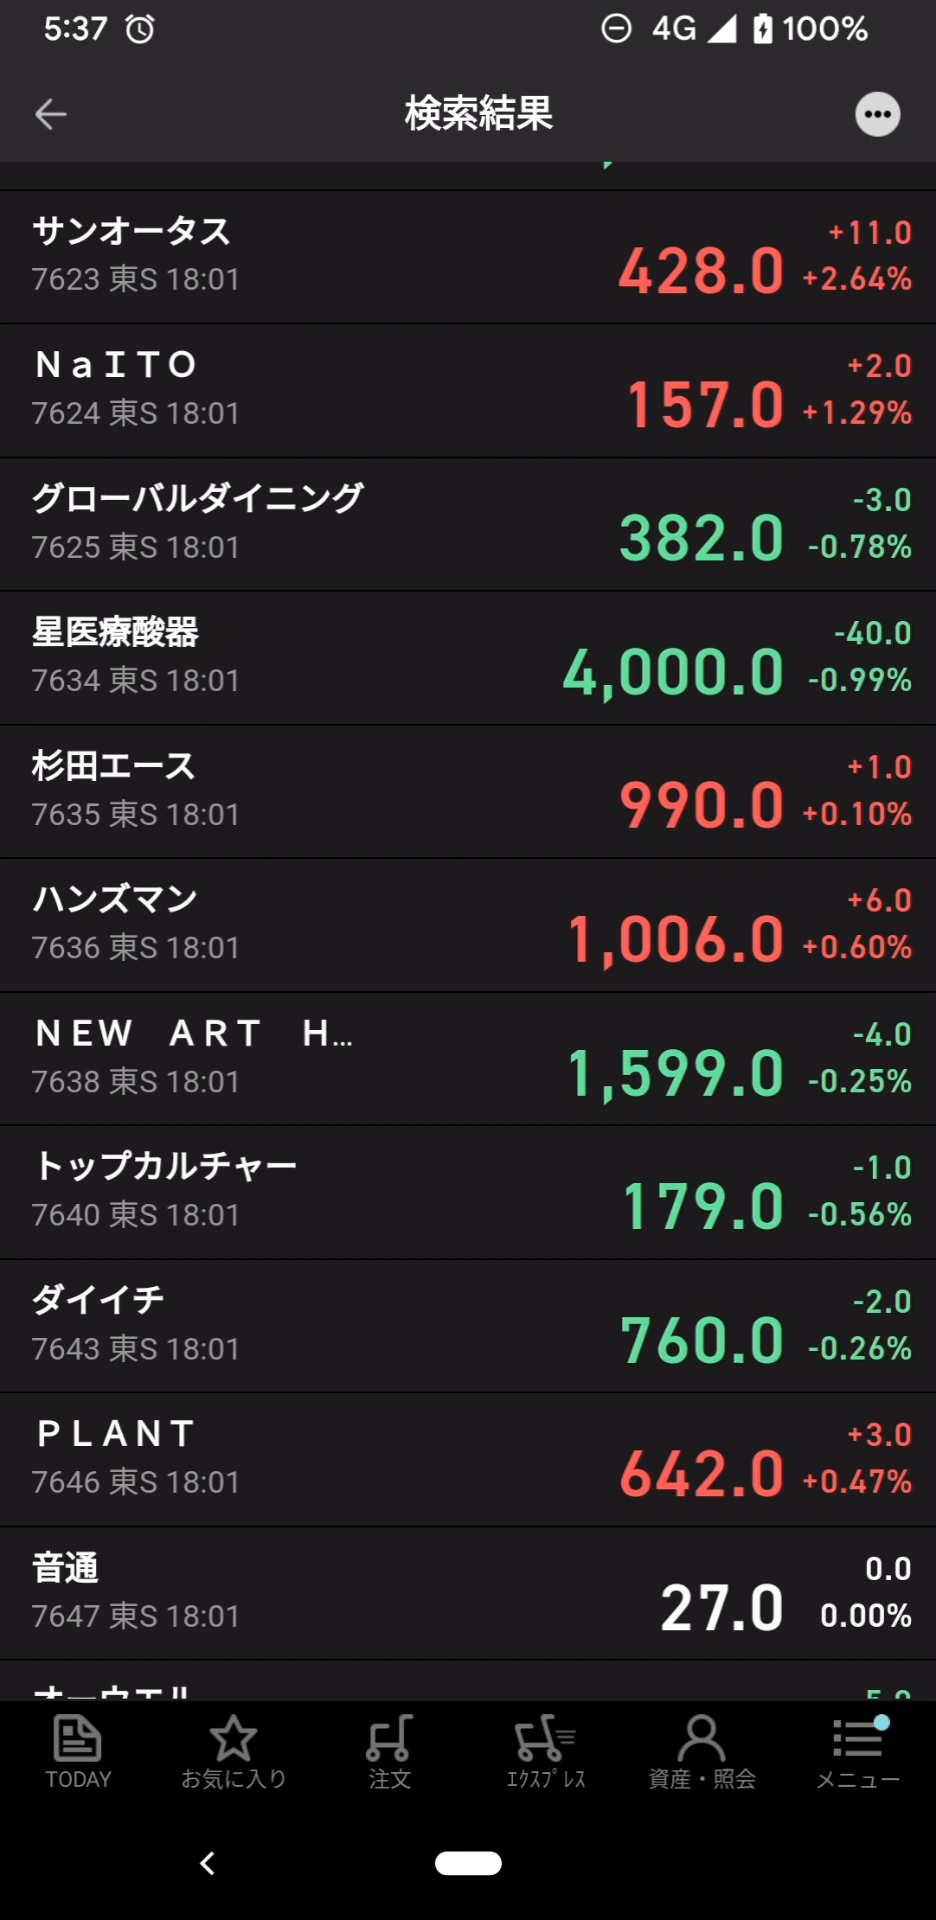 5:37 4G 100%
検索結果
サンオータス +11.0
7623 東S 18:01 428.0 +2.64%
ＮａＩＴＯ +2.0
7624 東S 18:01 157.0 +1.29%
グローバルダイニング -3.0
7625 東S 18:01 382.0 -0.78%
星医療酸器 -40.0
7634 東S 18:01 4,000.0 -0.99%
杉田エース +1.0
7635 東S 18:01 990.0 +0.10%
ハンズマン +6.0
7636 東S 18:01 1,006.0 +0.60%
ＮＥＷ　ＡＲＴ　Ｈ... -4.0
7638 東S 18:01 1,599.0 -0.25%
トップカルチャー -1.0
7640 東S 18:01 179.0 -0.56%
ダイイチ -2.0
7643 東S 18:01 760.0 -0.26%
ＰＬＡＮＴ +3.0
7646 東S 18:01 642.0 +0.47%
音通 0.0
7647 東S 18:01 27.0 0.00%
オーウエル
TODAY お気に入り 注文 ｴｸｽﾌﾟﾚｽ 資産・照会 メニュー